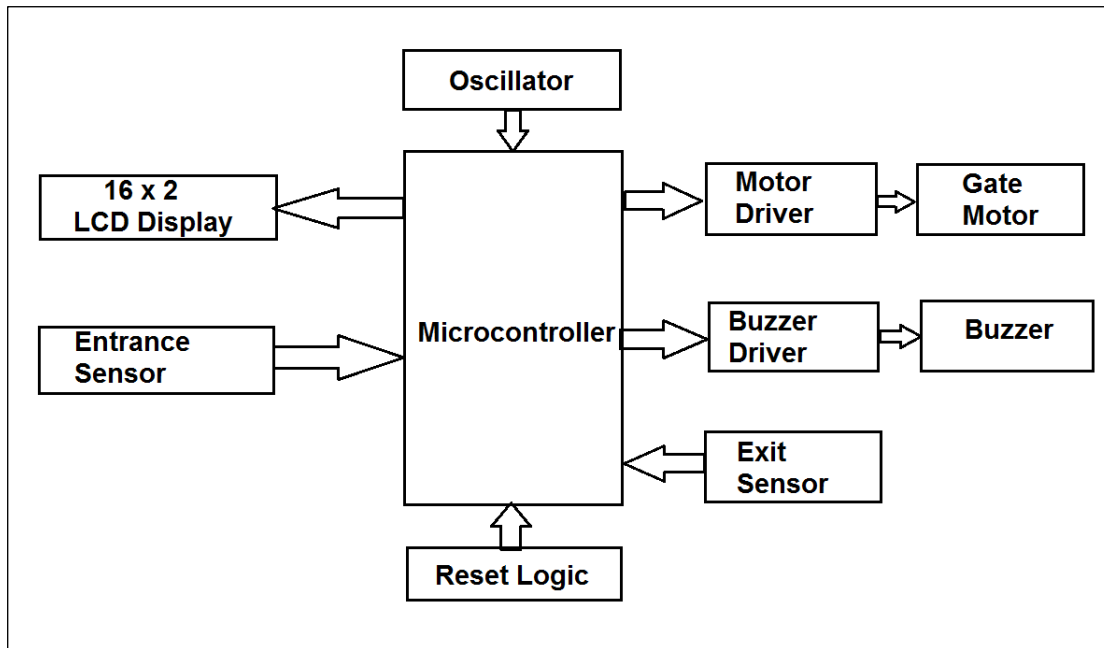 Oscillator
16 x 2
LCD Display
Motor
Driver
Gate
Motor
Entrance
Sensor
Microcontroller
Buzzer
Driver
Buzzer
Exit
Sensor
Reset Logic